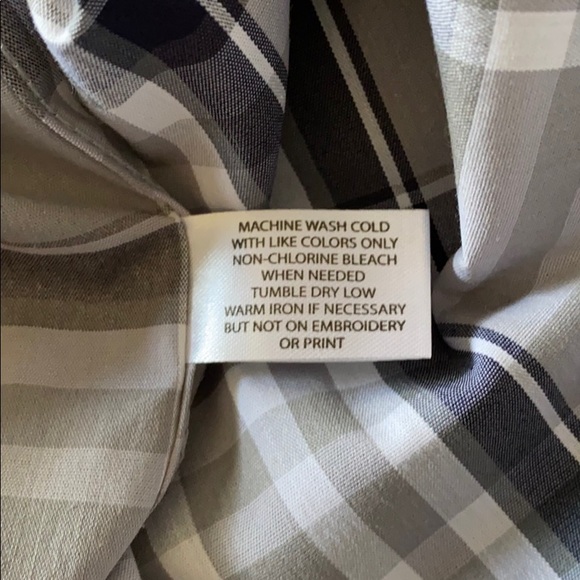 MACHINE WASH COLD
WITH LIKE COLORS ONLY
NON-CHLORINE BLEACH
WHEN NEEDED
TUMBLE DRY LOW
WARM IRON IF NECESSARY
BUT NOT ON EMBROIDERY
OR PRINT